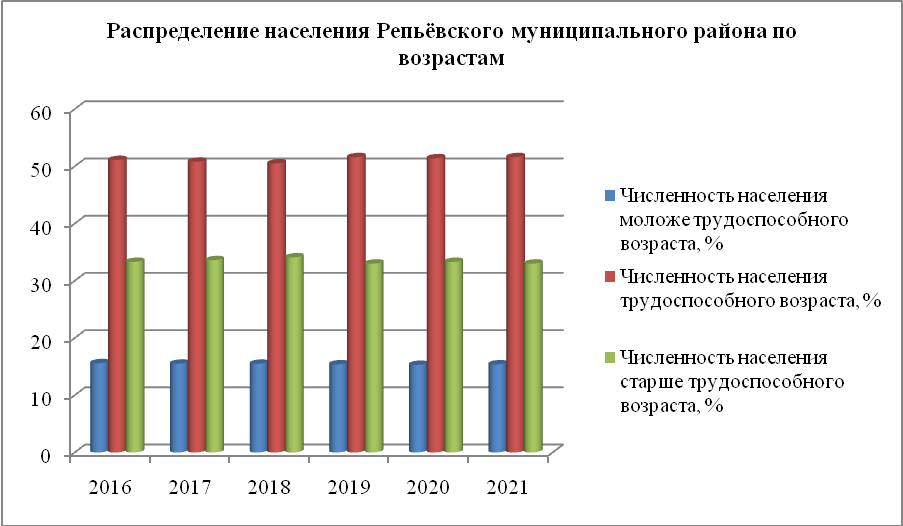 Распределение населения Репьёвского муниципального района по
возрастам
60
50
40
30
20
10
0
2016 2017 2018 2019 2020 2021
Численность населения
моложе трудоспособного
возраста, %
Численность населения
трудоспособного возраста, %
Численность населения
старше трудоспособного
возраста, %